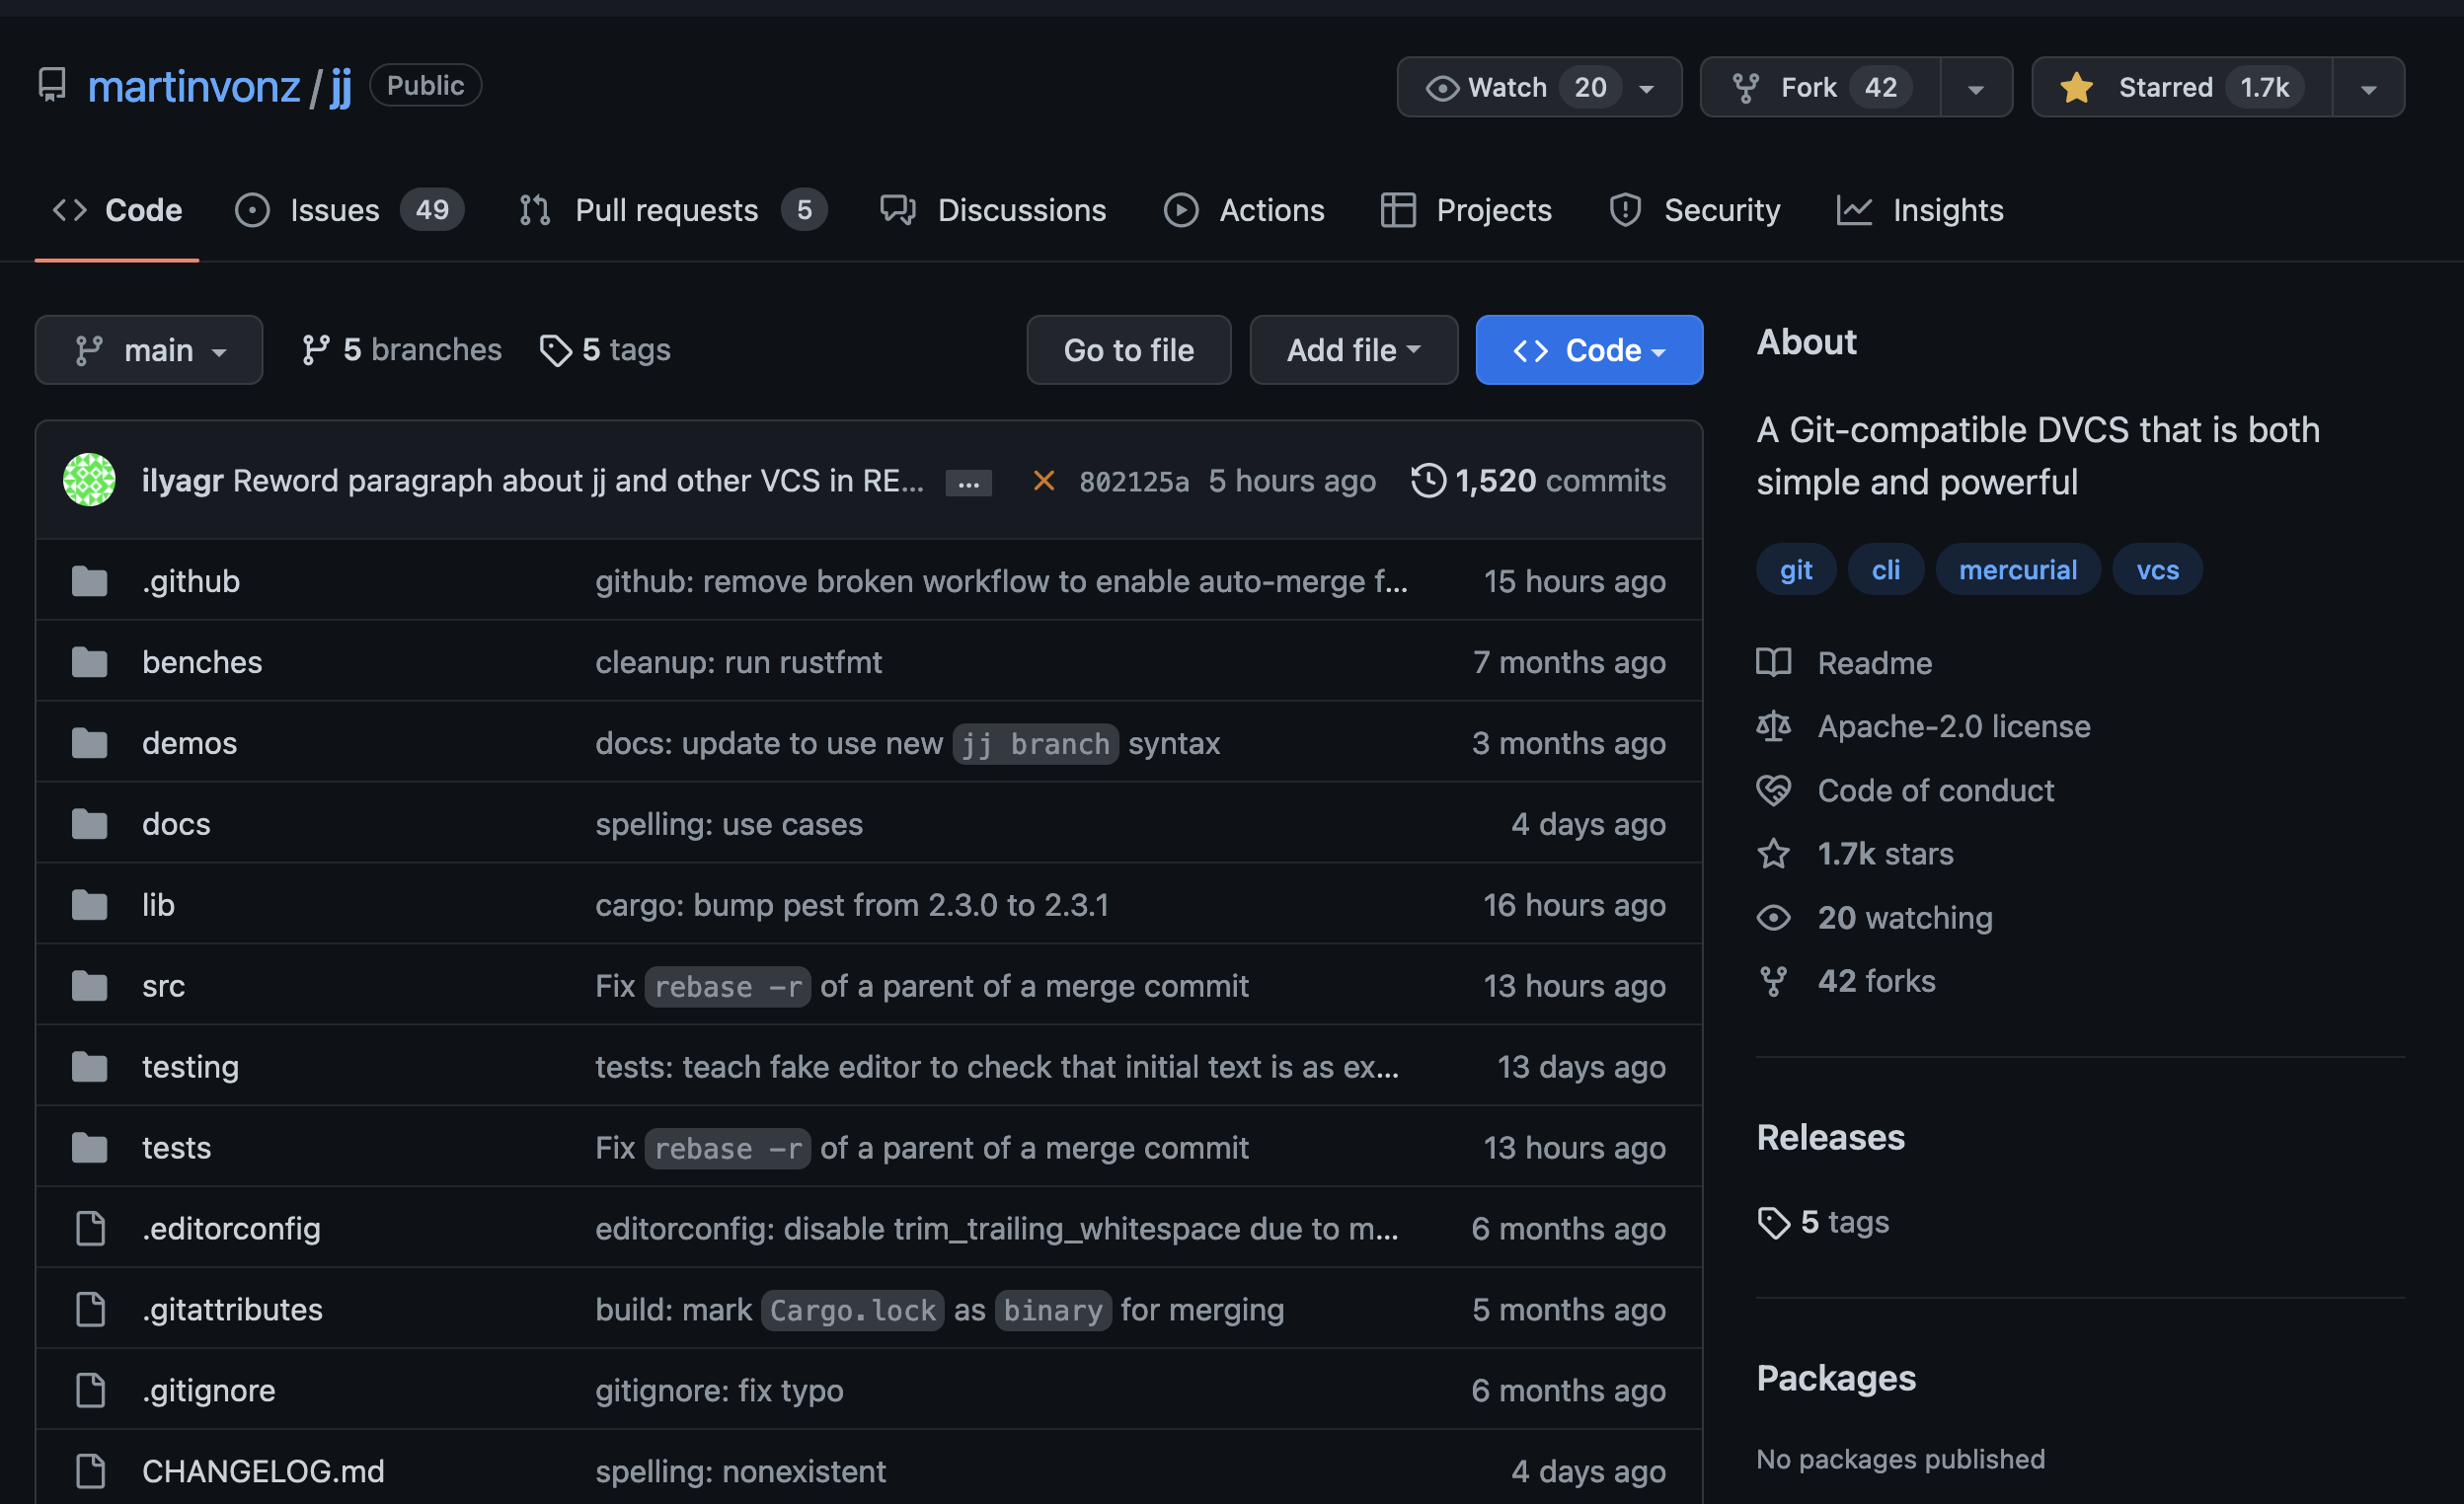 martinvonz / jj Public Watch 20 Fork 42 Starred 1.7k
Code Issues 49 Pull requests 5 Discussions Actions Projects Security Insights
main 5 branches 5 tags Go to file Add file Code
ilyagr Reword paragraph about jj and other VCS in RE... ... 802125a 5 hours ago 1,520 commits
.github github: remove broken workflow to enable auto-merge f... 15 hours ago
benches cleanup: run rustfmt 7 months ago
demos docs: update to use new jj branch syntax 3 months ago
docs spelling: use cases 4 days ago
lib cargo: bump pest from 2.3.0 to 2.3.1 16 hours ago
src Fix rebase -r of a parent of a merge commit 13 hours ago
testing tests: teach fake editor to check that initial text is as ex... 13 days ago
tests Fix rebase -r of a parent of a merge commit 13 hours ago
.editorconfig editorconfig: disable trim_trailing_whitespace due to m... 6 months ago
.gitattributes build: mark Cargo.lock as binary for merging 5 months ago
.gitignore gitignore: fix typo 6 months ago
CHANGELOG.md spelling: nonexistent 4 days ago
About
A Git-compatible DVCS that is both
simple and powerful
git cli mercurial vcs
Readme
Apache-2.0 license
Code of conduct
1.7k stars
20 watching
42 forks
Releases
5 tags
Packages
No packages published